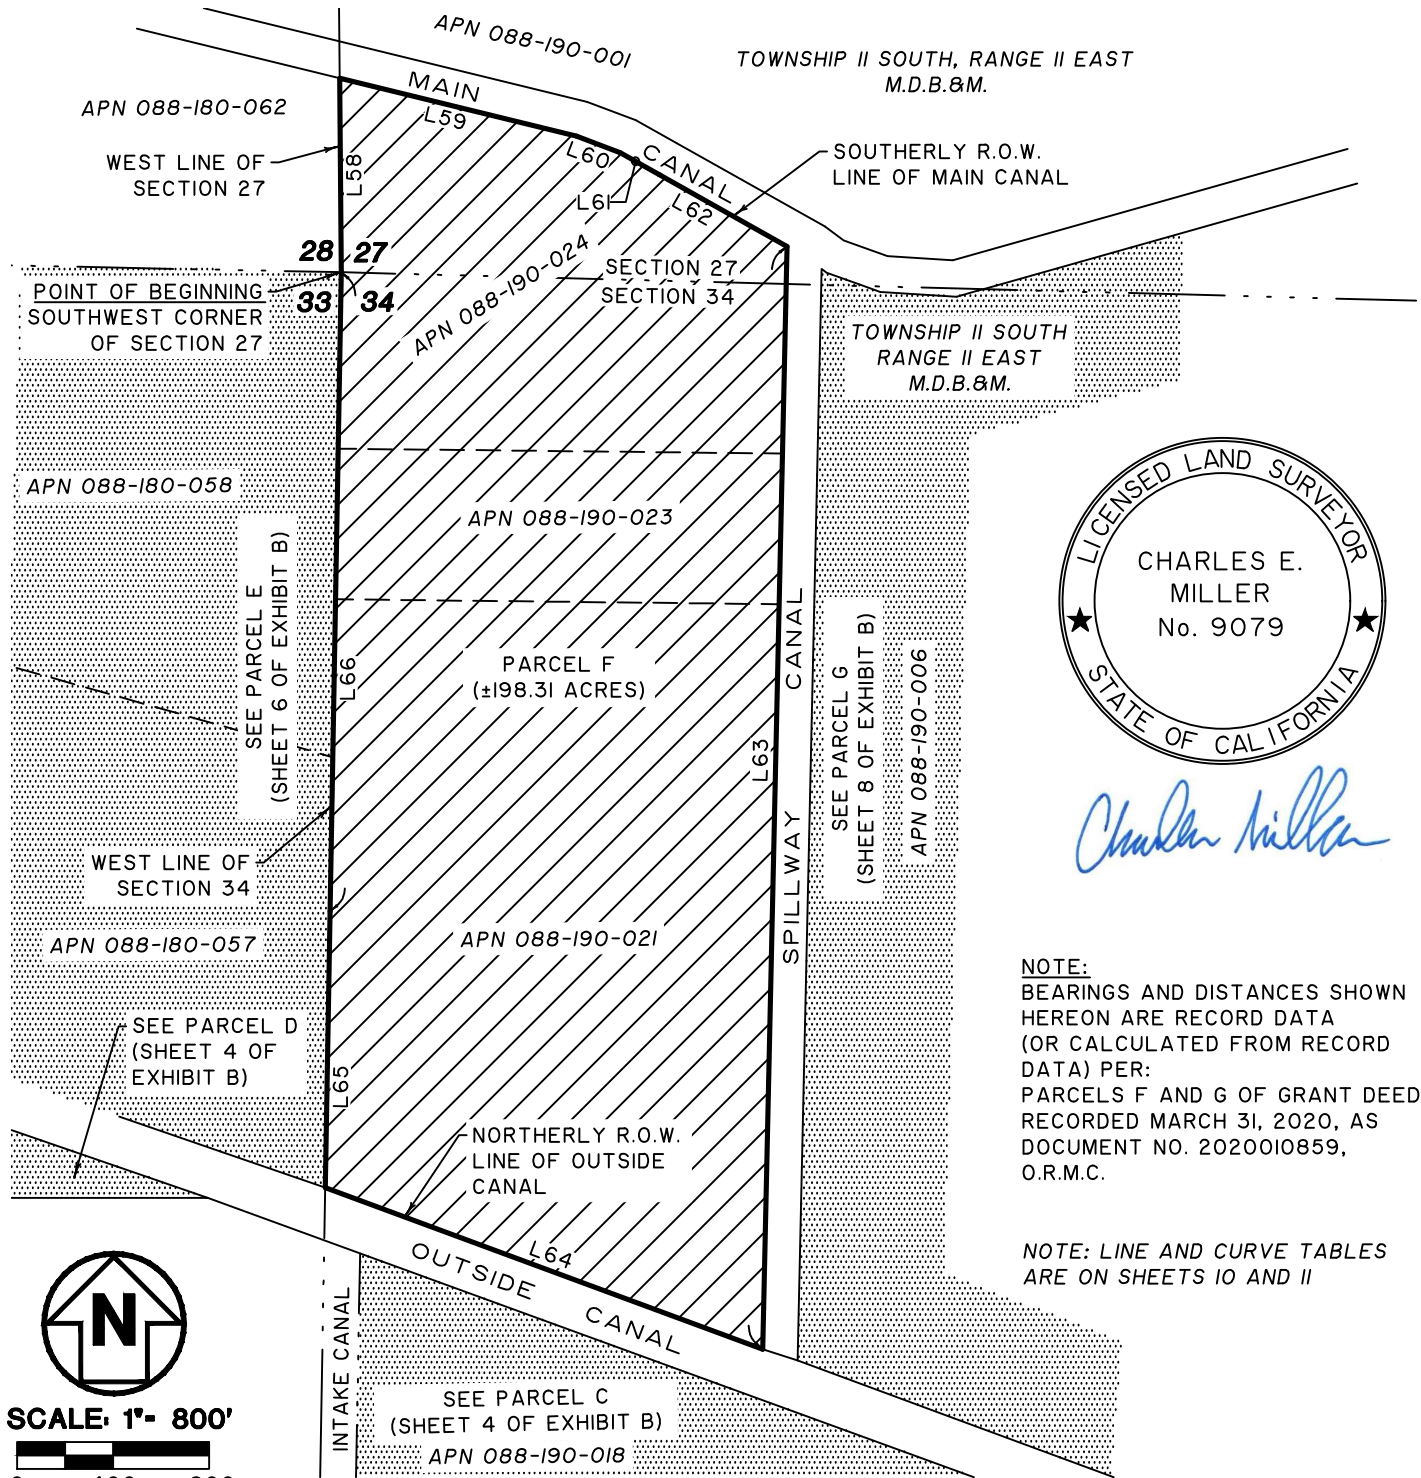 APN 088-190-001
TOWNSHIP 11 SOUTH, RANGE 11 EAST
M.D.B.&M.
MAIN
CANAL
APN 088-180-062
L59
L60
L61
L62
L58
WEST LINE OF
SECTION 27
SOUTHERLY R.O.W.
LINE OF MAIN CANAL
28 27
33 34
POINT OF BEGINNING
SOUTHWEST CORNER
OF SECTION 27
APN 088-190-024
SECTION 27
SECTION 34
TOWNSHIP 11 SOUTH
RANGE 11 EAST
M.D.B.&M.
APN 088-180-058
APN 088-190-023
SEE PARCEL E
(SHEET 6 OF EXHIBIT B)
L66
PARCEL F
(±198.31 ACRES)
L63
SPILLWAY CANAL
SEE PARCEL G
(SHEET 8 OF EXHIBIT B)
APN 088-190-006
LICENSED LAND SURVEYOR
CHARLES E.
MILLER
No. 9079
STATE OF CALIFORNIA
Charles Miller
WEST LINE OF
SECTION 34
APN 088-180-057
APN 088-190-021
SEE PARCEL D
(SHEET 4 OF
EXHIBIT B)
L65
NORTHERLY R.O.W.
LINE OF OUTSIDE
CANAL
L64
OUTSIDE CANAL
NOTE:
BEARINGS AND DISTANCES SHOWN
HEREON ARE RECORD DATA
(OR CALCULATED FROM RECORD
DATA) PER:
PARCELS F AND G OF GRANT DEED
RECORDED MARCH 31, 2020, AS
DOCUMENT NO. 2020010859,
O.R.M.C.
NOTE: LINE AND CURVE TABLES
ARE ON SHEETS 10 AND 11
N
SCALE: 1"= 800'
INTAKE CANAL
SEE PARCEL C
(SHEET 4 OF EXHIBIT B)
APN 088-190-018